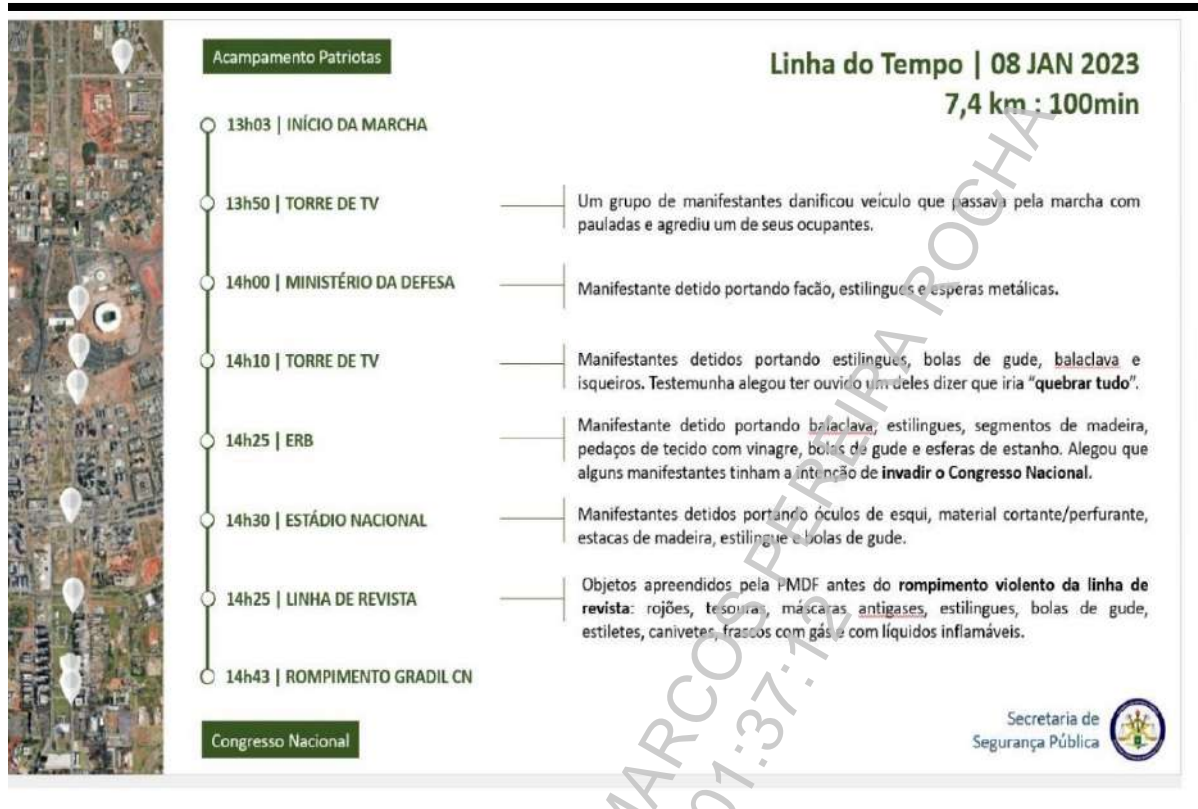 Acampamento Patriotas
Linha do Tempo | 08 JAN 2023
7,4 km : 100min
13h03 | INÍCIO DA MARCHA
13h50 | TORRE DE TV
Um grupo de manifestantes danificou veículo que passava pela marcha com
pauladas e agrediu um de seus ocupantes.
14h00 | MINISTÉRIO DA DEFESA
Manifestante detido portando facão, estilingues e esperas metálicas.
14h10 | TORRE DE TV
Manifestantes detidos portando estilingues, bolas de gude, balaclava e
isqueiros. Testemunha alegou ter ouvido um deles dizer que iria “quebrar tudo”.
14h25 | ERB
Manifestante detido portando balaclava, estilingues, segmentos de madeira,
pedaços de tecido com vinagre, bolas de gude e esferas de estanho. Alegou que
alguns manifestantes tinham a intenção de invadir o Congresso Nacional.
14h30 | ESTÁDIO NACIONAL
Manifestantes detidos portando óculos de esqui, material cortante/perfurante,
estacas de madeira, estilingue e bolas de gude.
14h25 | LINHA DE REVISTA
Objetos apreendidos pela PMDF antes do rompimento violento da linha de
revista: rojões, tesouras, máscaras antigases, estilingues, bolas de gude,
estiletes, canivetes, frascos com gás e com líquidos inflamáveis.
14h43 | ROMPIMENTO GRADIL CN
Congresso Nacional
Secretaria de
Segurança Pública
MARCOS PEREIRA ROCHA
01:37:12